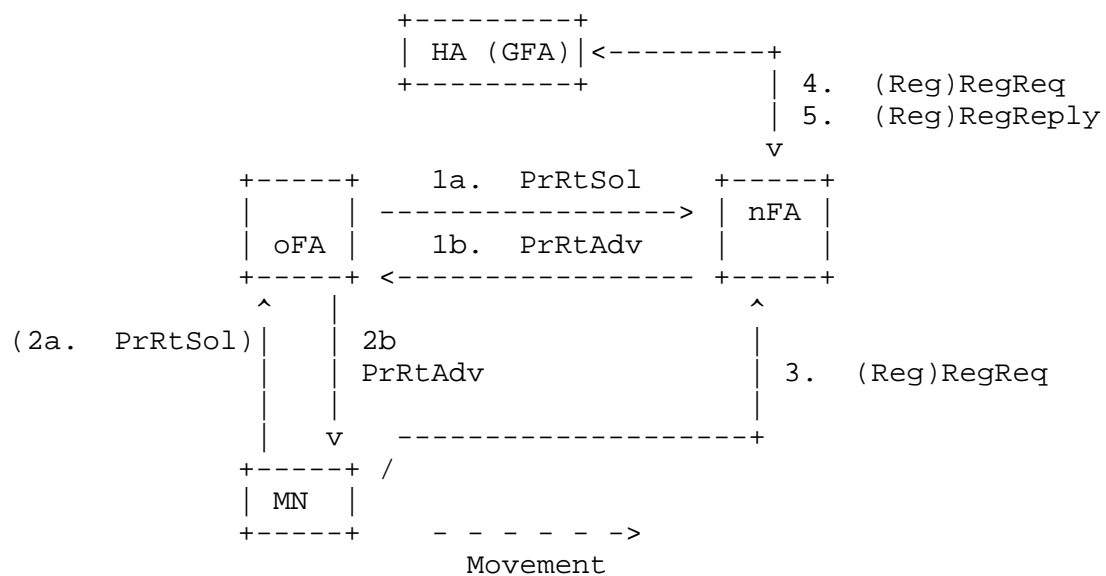 HA (GFA)
4. (Reg)RegReq
5. (Reg)RegReply
1a. PrRtSol
nFA
oFA
1b. PrRtAdv
(2a. PrRtSol)
2b
PrRtAdv
3. (Reg)RegReq
MN
Movement